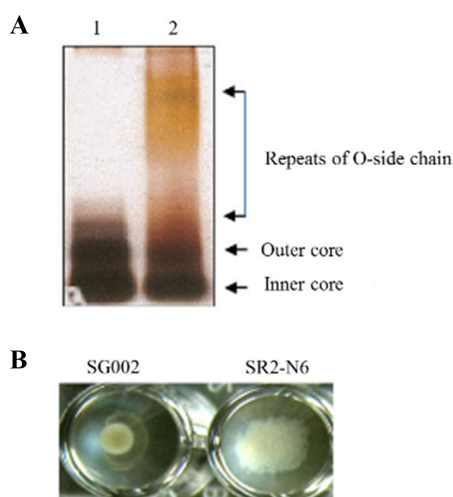 A
1 2
Repeats of O-side chain
Outer core
Inner core
B
SG002 SR2-N6